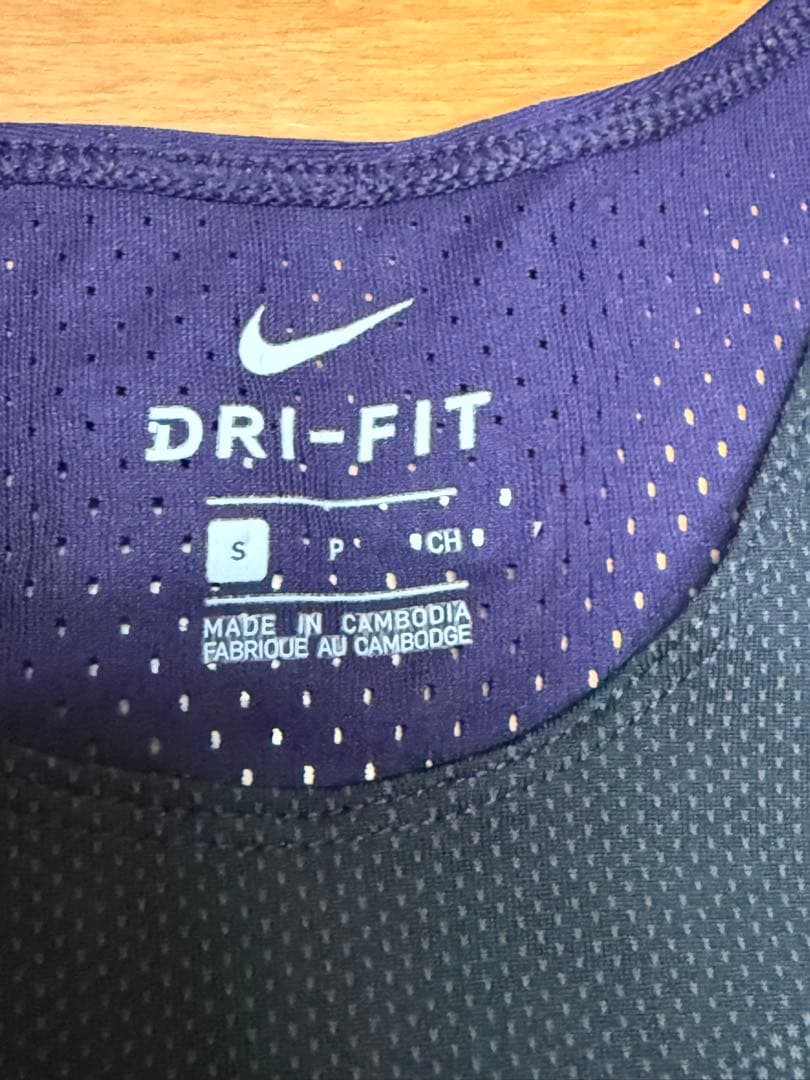 DRI-FIT
S P CH
MADE IN CAMBODIA
FABRIQUE AU CAMBODGE